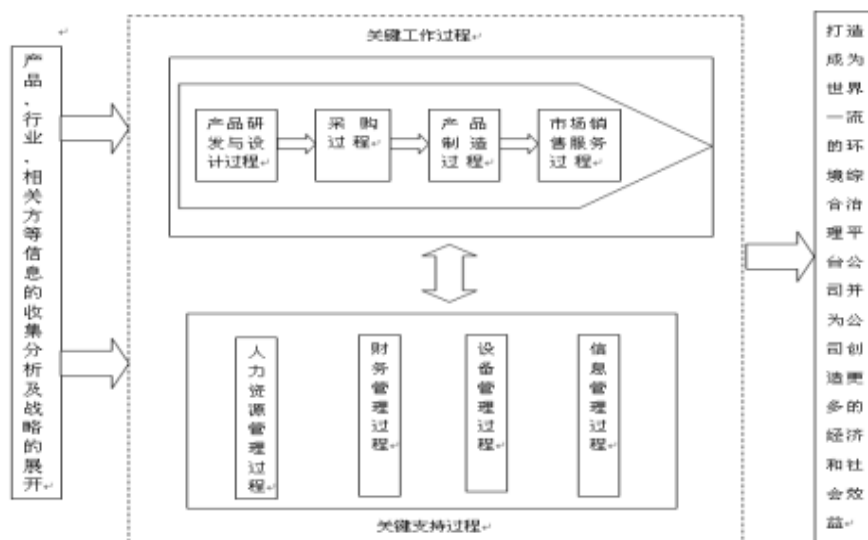 产品、行业、相关方等信息的收集分析及战略的展开
关键工作过程
产品研
发与设
计过程
采购
过程
产品
制造
过程
市场销
售服务
过程
人力资源管理过程
财务管理过程
设备管理过程
信息管理过程
关键支持过程
打造
成为
世界
一流
的环
境综
合治
理平
台公
司并
为公
司创
造更
多的
经济
和社
会效
益